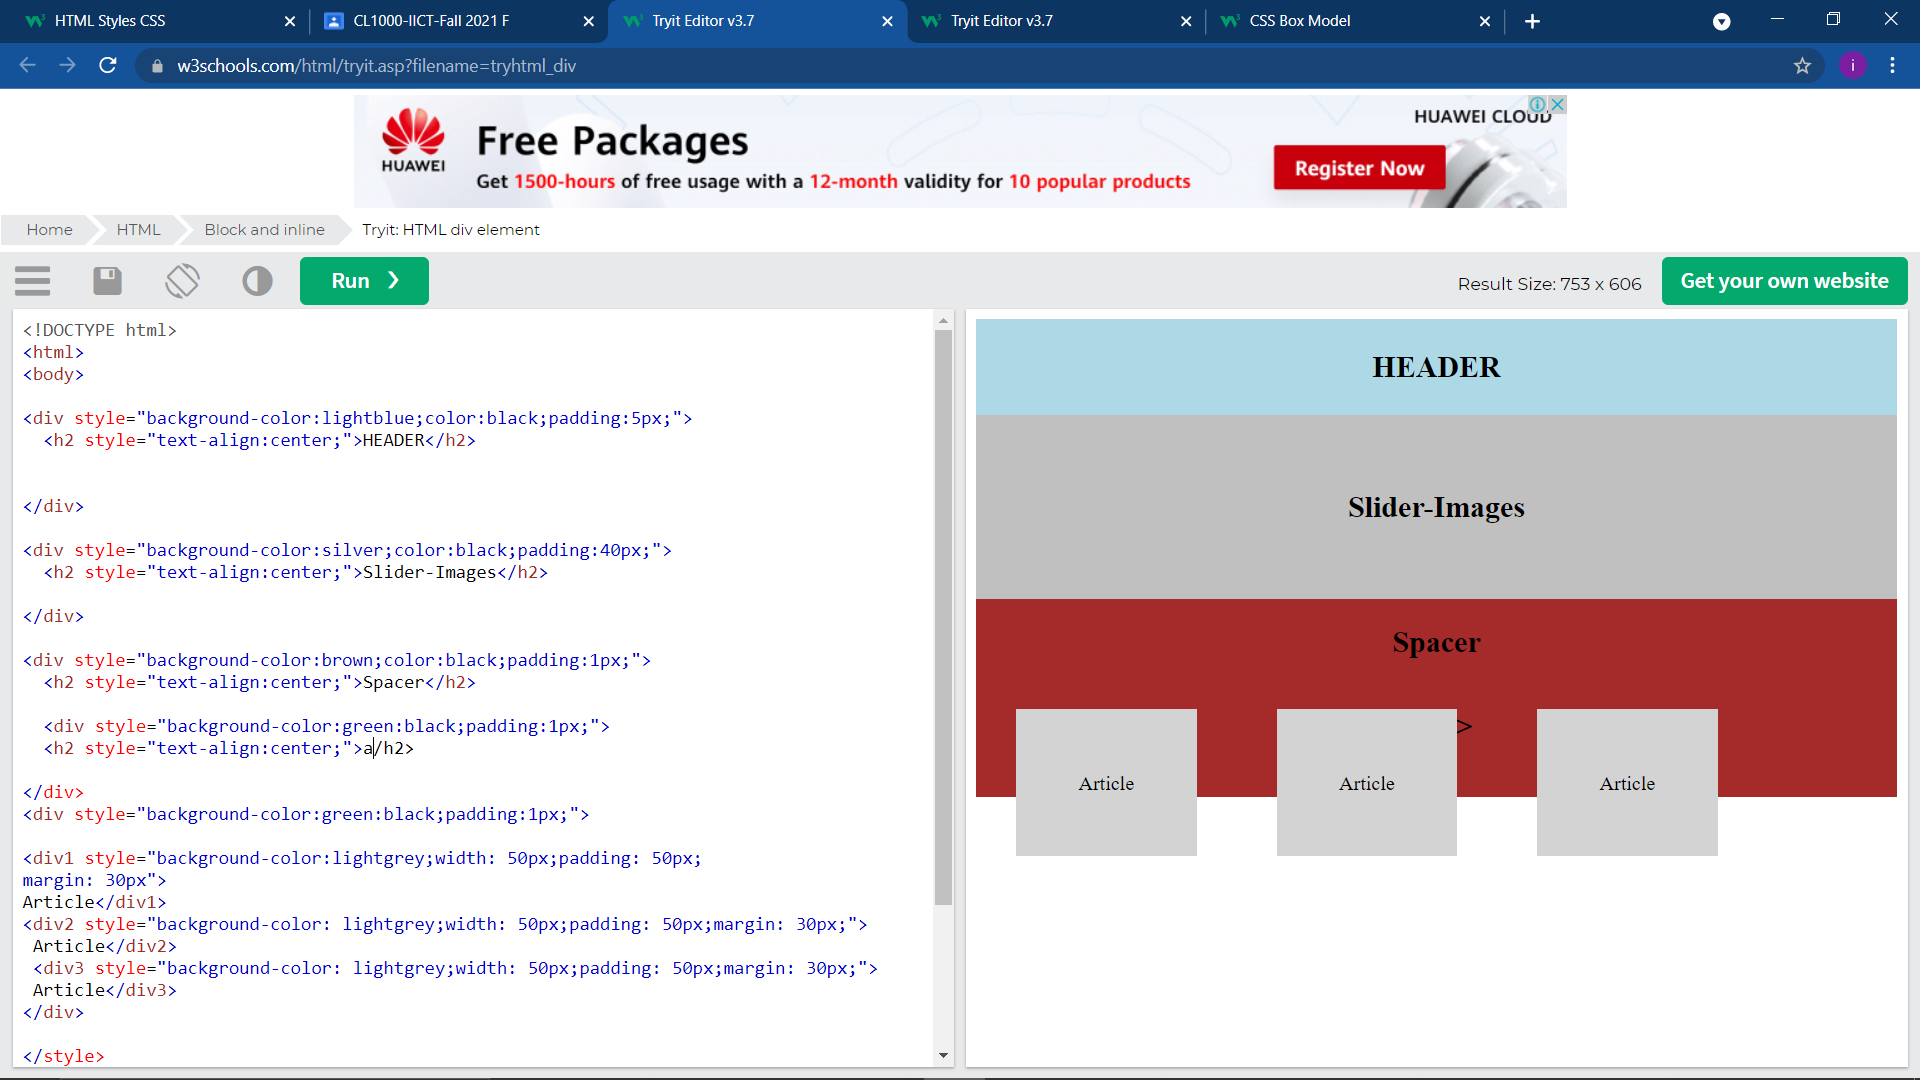 HTML Styles CSS
CL1000-IICT-Fall 2021 F
Tryit Editor v3.7
Tryit Editor v3.7
CSS Box Model
w3schools.com/html/tryit.asp?filename=tryhtml_div
i
HUAWEI
Free Packages
Get 1500-hours of free usage with a 12-month validity for 10 popular products
HUAWEI CLOUD
Register Now
Home
HTML
Block and inline
Tryit: HTML div element
Run ❯
Result Size: 753 x 606
Get your own website
<!DOCTYPE html>
<html>
<body>
<div style="background-color:lightblue;color:black;padding:5px;">
<h2 style="text-align:center;">HEADER</h2>
</div>
<div style="background-color:silver;color:black;padding:40px;">
<h2 style="text-align:center;">Slider-Images</h2>
</div>
<div style="background-color:brown;color:black;padding:1px;">
<h2 style="text-align:center;">Spacer</h2>
<div style="background-color:green:black;padding:1px;">
<h2 style="text-align:center;">a/h2>
</div>
<div style="background-color:green:black;padding:1px;">
<div1 style="background-color:lightgrey;width: 50px;padding: 50px;
margin: 30px">
Article</div1>
<div2 style="background-color: lightgrey;width: 50px;padding: 50px;margin: 30px;">
Article</div2>
<div3 style="background-color: lightgrey;width: 50px;padding: 50px;margin: 30px;">
Article</div3>
</div>
</style>
HEADER
Slider-Images
Spacer
>
Article
Article
Article